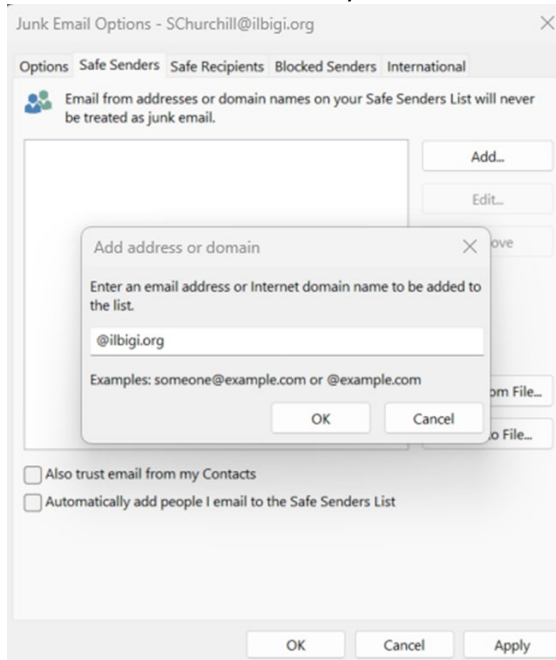 Junk Email Options - SChurchill@ilbigi.org
Options Safe Senders Safe Recipients Blocked Senders International
Email from addresses or domain names on your Safe Senders List will never
be treated as junk email.
Add...
Edit...
Add address or domain
ove
Enter an email address or Internet domain name to be added to
the list.
@ilbigi.org
Examples: someone@example.com or @example.com
om File...
OK Cancel
o File...
Also trust email from my Contacts
Automatically add people I email to the Safe Senders List
OK Cancel Apply